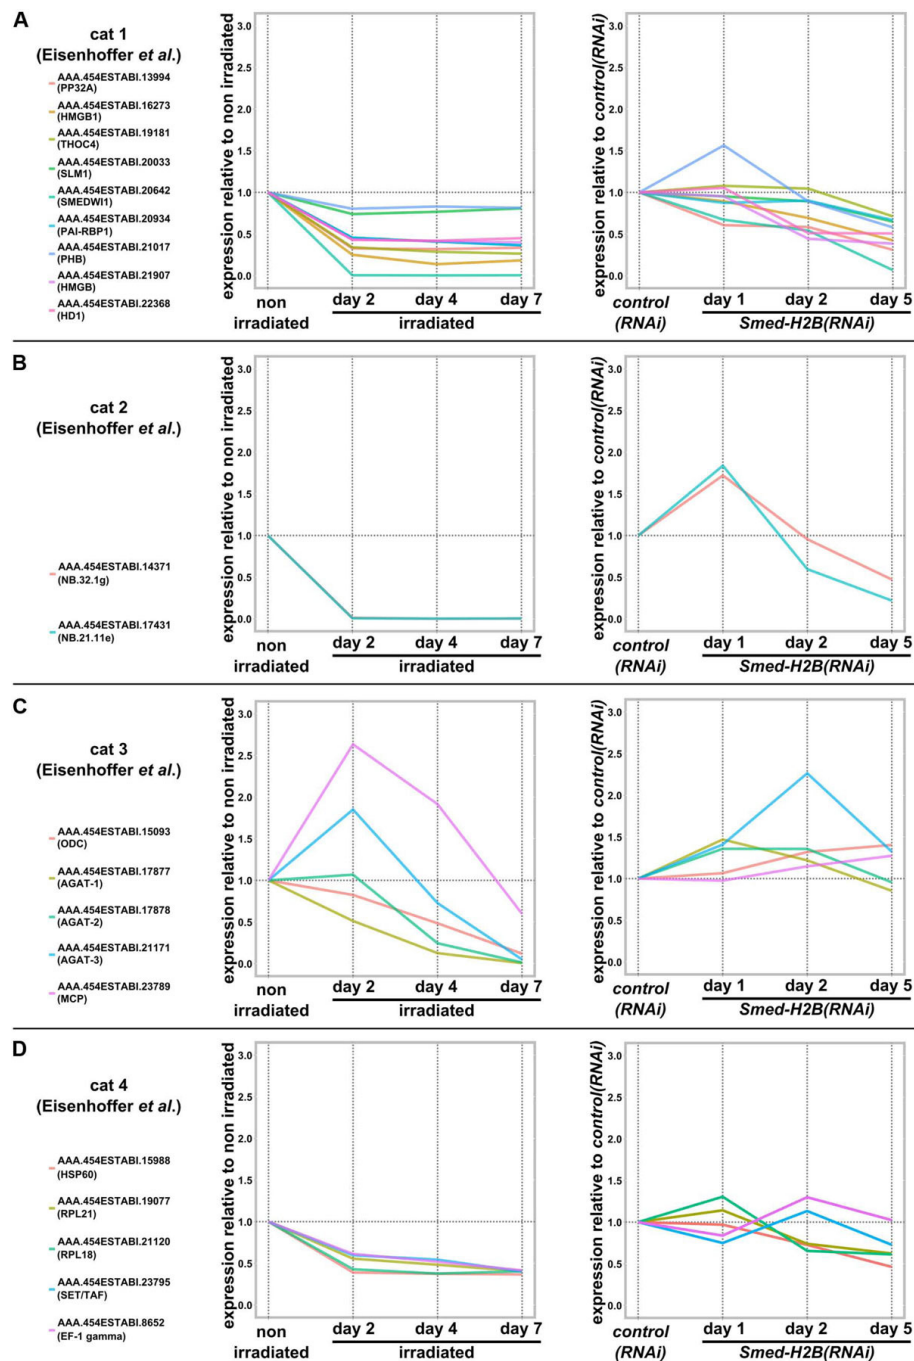 A
cat 1
(Eisenhoffer et al.)
AAA.454ESTABI.13994
(PP32A)
AAA.454ESTABI.16273
(HMGB1)
AAA.454ESTABI.19181
(THOC4)
AAA.454ESTABI.20033
(SLM1)
AAA.454ESTABI.20642
(SMEDWI1)
AAA.454ESTABI.20934
(PAI-RBP1)
AAA.454ESTABI.21017
(PHB)
AAA.454ESTABI.21907
(HMGB)
AAA.454ESTABI.22368
(HD1)
expression relative to non irradiated
3.0
2.5
2.0
1.5
1.0
0.5
0.0
non
irradiated
day 2 day 4 day 7
irradiated
expression relative to control(RNAi)
3.0
2.5
2.0
1.5
1.0
0.5
0.0
control
(RNAi)
day 1 day 2 day 5
Smed-H2B(RNAi)
B
cat 2
(Eisenhoffer et al.)
AAA.454ESTABI.14371
(NB.32.1g)
AAA.454ESTABI.17431
(NB.21.11e)
expression relative to non irradiated
3.0
2.5
2.0
1.5
1.0
0.5
0.0
non
irradiated
day 2 day 4 day 7
irradiated
expression relative to control(RNAi)
3.0
2.5
2.0
1.5
1.0
0.5
0.0
control
(RNAi)
day 1 day 2 day 5
Smed-H2B(RNAi)
C
cat 3
(Eisenhoffer et al.)
AAA.454ESTABI.15093
(ODC)
AAA.454ESTABI.17877
(AGAT-1)
AAA.454ESTABI.17878
(AGAT-2)
AAA.454ESTABI.21171
(AGAT-3)
AAA.454ESTABI.23789
(MCP)
expression relative to non irradiated
3.0
2.5
2.0
1.5
1.0
0.5
0.0
non
irradiated
day 2 day 4 day 7
irradiated
expression relative to control(RNAi)
3.0
2.5
2.0
1.5
1.0
0.5
0.0
control
(RNAi)
day 1 day 2 day 5
Smed-H2B(RNAi)
D
cat 4
(Eisenhoffer et al.)
AAA.454ESTABI.15988
(HSP60)
AAA.454ESTABI.19077
(RPL21)
AAA.454ESTABI.21120
(RPL18)
AAA.454ESTABI.23795
(SET/TAF)
AAA.454ESTABI.8652
(EF-1 gamma)
expression relative to non irradiated
3.0
2.5
2.0
1.5
1.0
0.5
0.0
non
irradiated
day 2 day 4 day 7
irradiated
expression relative to control(RNAi)
3.0
2.5
2.0
1.5
1.0
0.5
0.0
control
(RNAi)
day 1 day 2 day 5
Smed-H2B(RNAi)